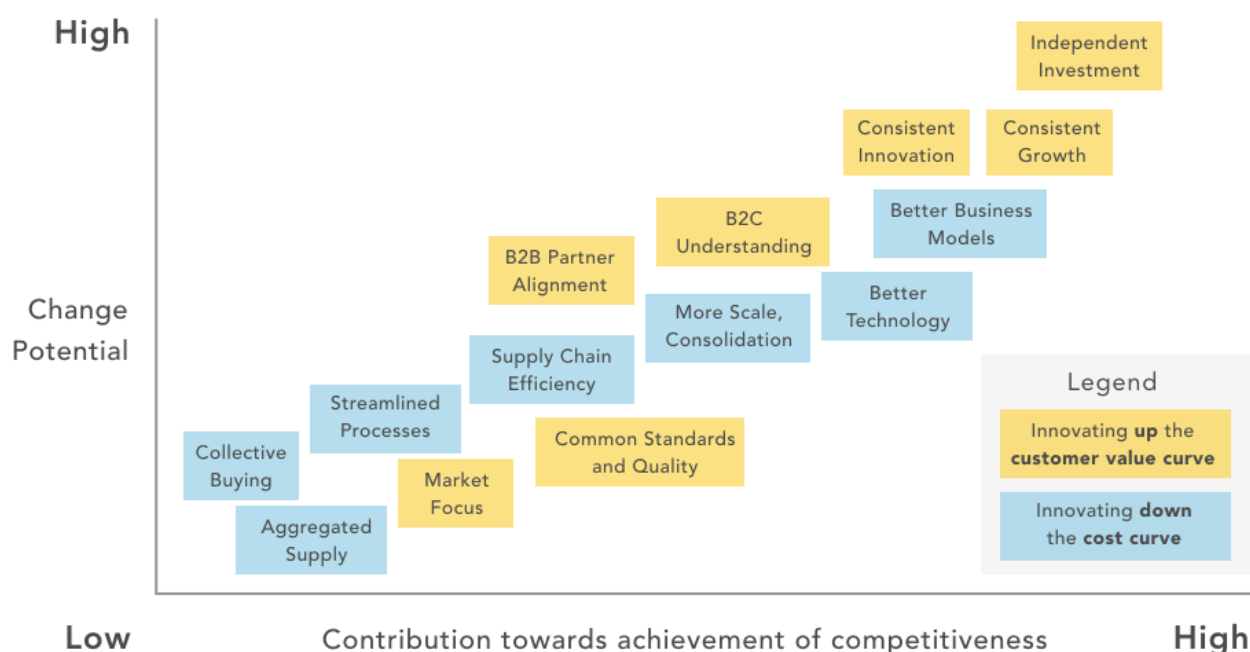 High
Independent
Investment
Consistent
Innovation
Consistent
Growth
B2C
Understanding
Better Business
Models
B2B Partner
Alignment
Change
Potential
More Scale,
Consolidation
Better
Technology
Supply Chain
Efficiency
Streamlined
Processes
Common Standards
and Quality
Collective
Buying
Market
Focus
Aggregated
Supply
Legend
Innovating up the
customer value curve
Innovating down
the cost curve
Low
Contribution towards achievement of competitiveness
High